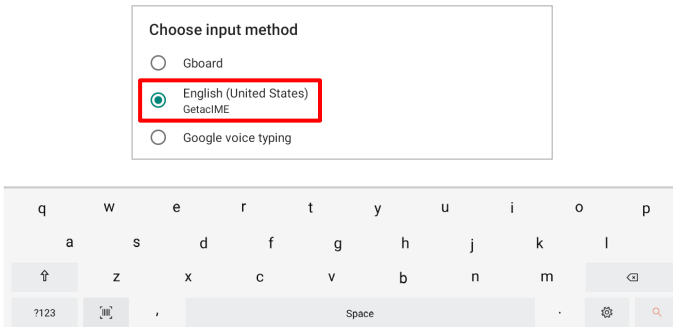 Choose input method
Gboard
English (United States)
GetacIME
Google voice typing
q w e r t y u i o p
a s d f g h j k l
z x c v b n m
?123 , Space .